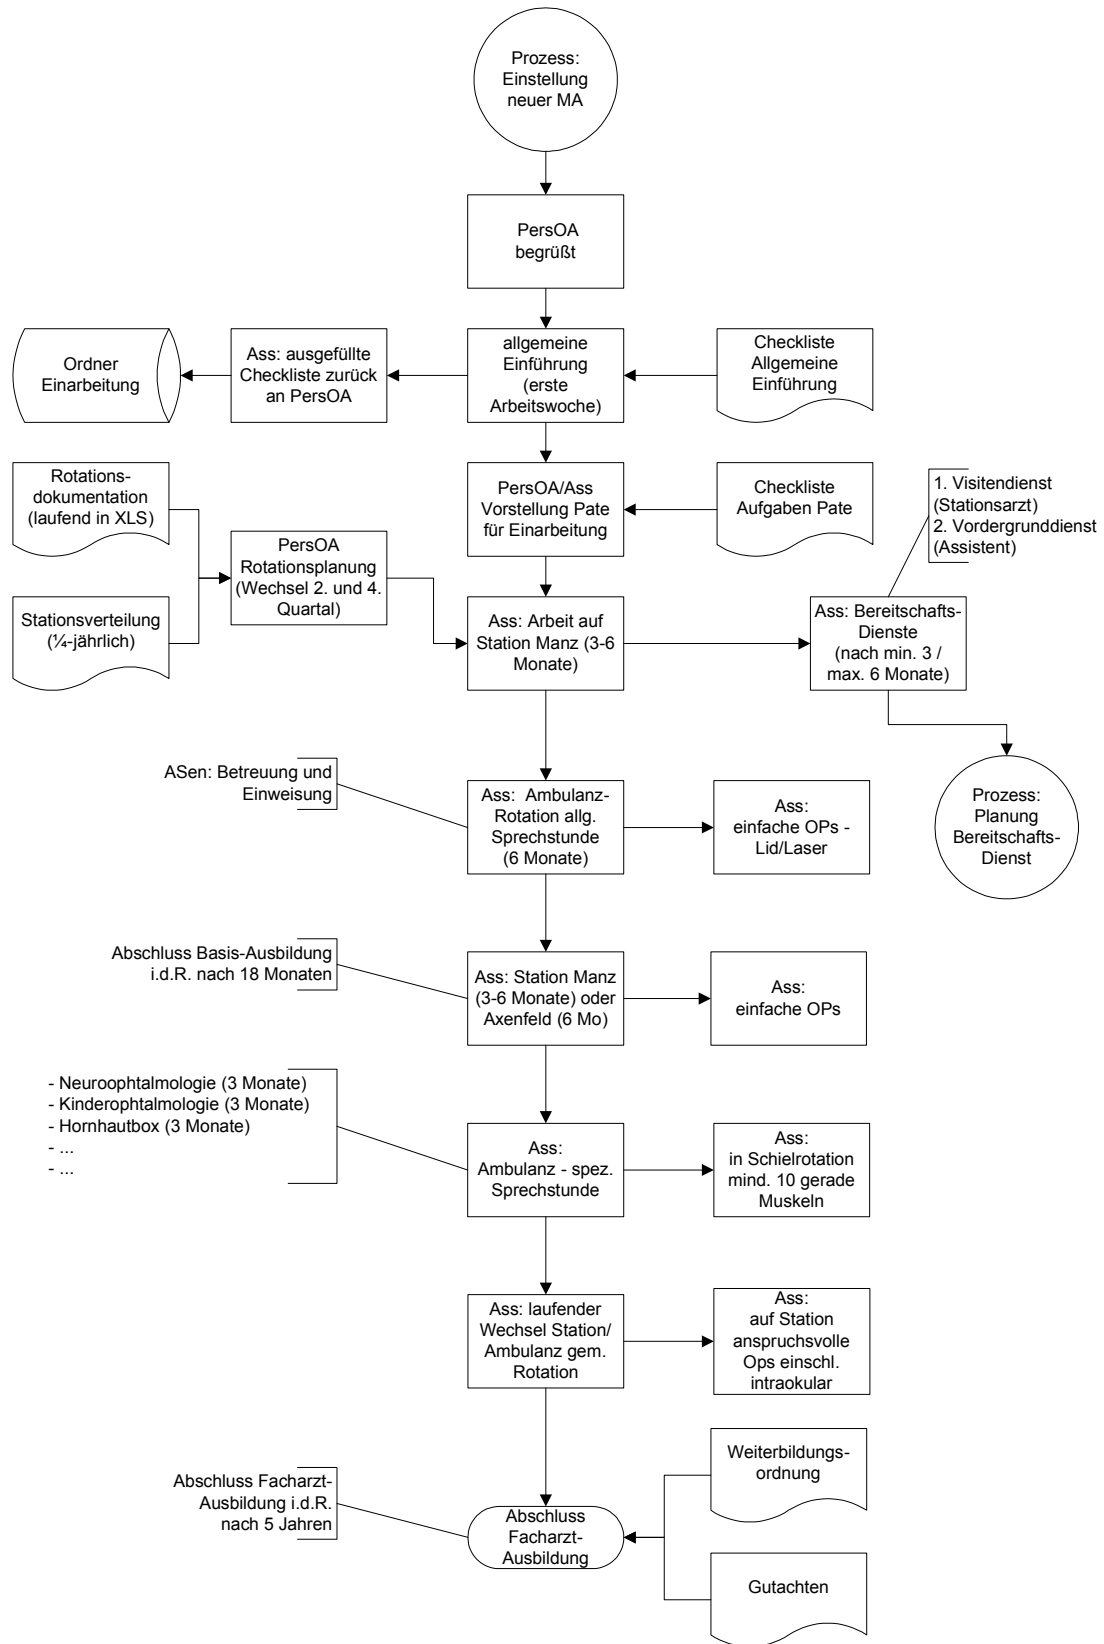 Prozess:
Einstellung
neuer MA
PersOA
begrüßt
Ordner
Einarbeitung
Ass: ausgefüllte
Checkliste zurück
an PersOA
allgemeine
Einführung
(erste
Arbeitswoche)
Checkliste
Allgemeine
Einführung
Rotations-
dokumentation
(laufend in XLS)
Stationsverteilung
(¼-jährlich)
PersOA
Rotationsplanung
(Wechsel 2. und 4.
Quartal)
PersOA/Ass
Vorstellung Pate
für Einarbeitung
Checkliste
Aufgaben Pate
1. Visitendienst
(Stationsarzt)
2. Vordergrunddienst
(Assistent)
Ass: Arbeit auf
Station Manz (3-6
Monate)
Ass: Bereitschafts-
Dienste
(nach min. 3 /
max. 6 Monate)
ASen: Betreuung und
Einweisung
Ass:  Ambulanz-
Rotation allg.
Sprechstunde
(6 Monate)
Ass:
einfache OPs -
Lid/Laser
Prozess:
Planung
Bereitschafts-
Dienst
Abschluss Basis-Ausbildung
i.d.R. nach 18 Monaten
Ass: Station Manz
(3-6 Monate) oder
Axenfeld (6 Mo)
Ass:
einfache OPs
- Neuroophtalmologie (3 Monate)
- Kinderophtalmologie (3 Monate)
- Hornhautbox (3 Monate)
- ...
- ...
Ass:
Ambulanz - spez.
Sprechstunde
Ass:
in Schielrotation
mind. 10 gerade
Muskeln
Ass: laufender
Wechsel Station/
Ambulanz gem.
Rotation
Ass:
auf Station
anspruchsvolle
Ops einschl.
intraokular
Abschluss Facharzt-
Ausbildung i.d.R.
nach 5 Jahren
Abschluss
Facharzt-
Ausbildung
Weiterbildungs-
ordnung
Gutachten